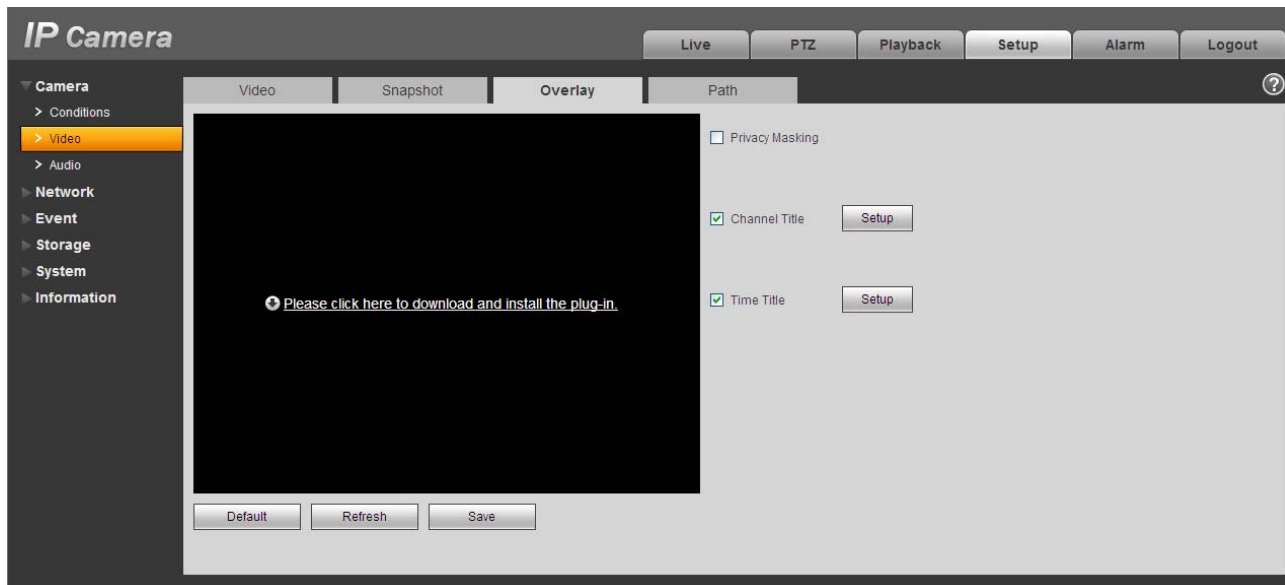 IP Camera
Live PTZ Playback Setup Alarm Logout
Camera
> Conditions
> Video
> Audio
Network
Event
Storage
System
Information
Video Snapshot Overlay Path ?
Please click here to download and install the plug-in.
Privacy Masking
Channel Title Setup
Time Title Setup
Default Refresh Save